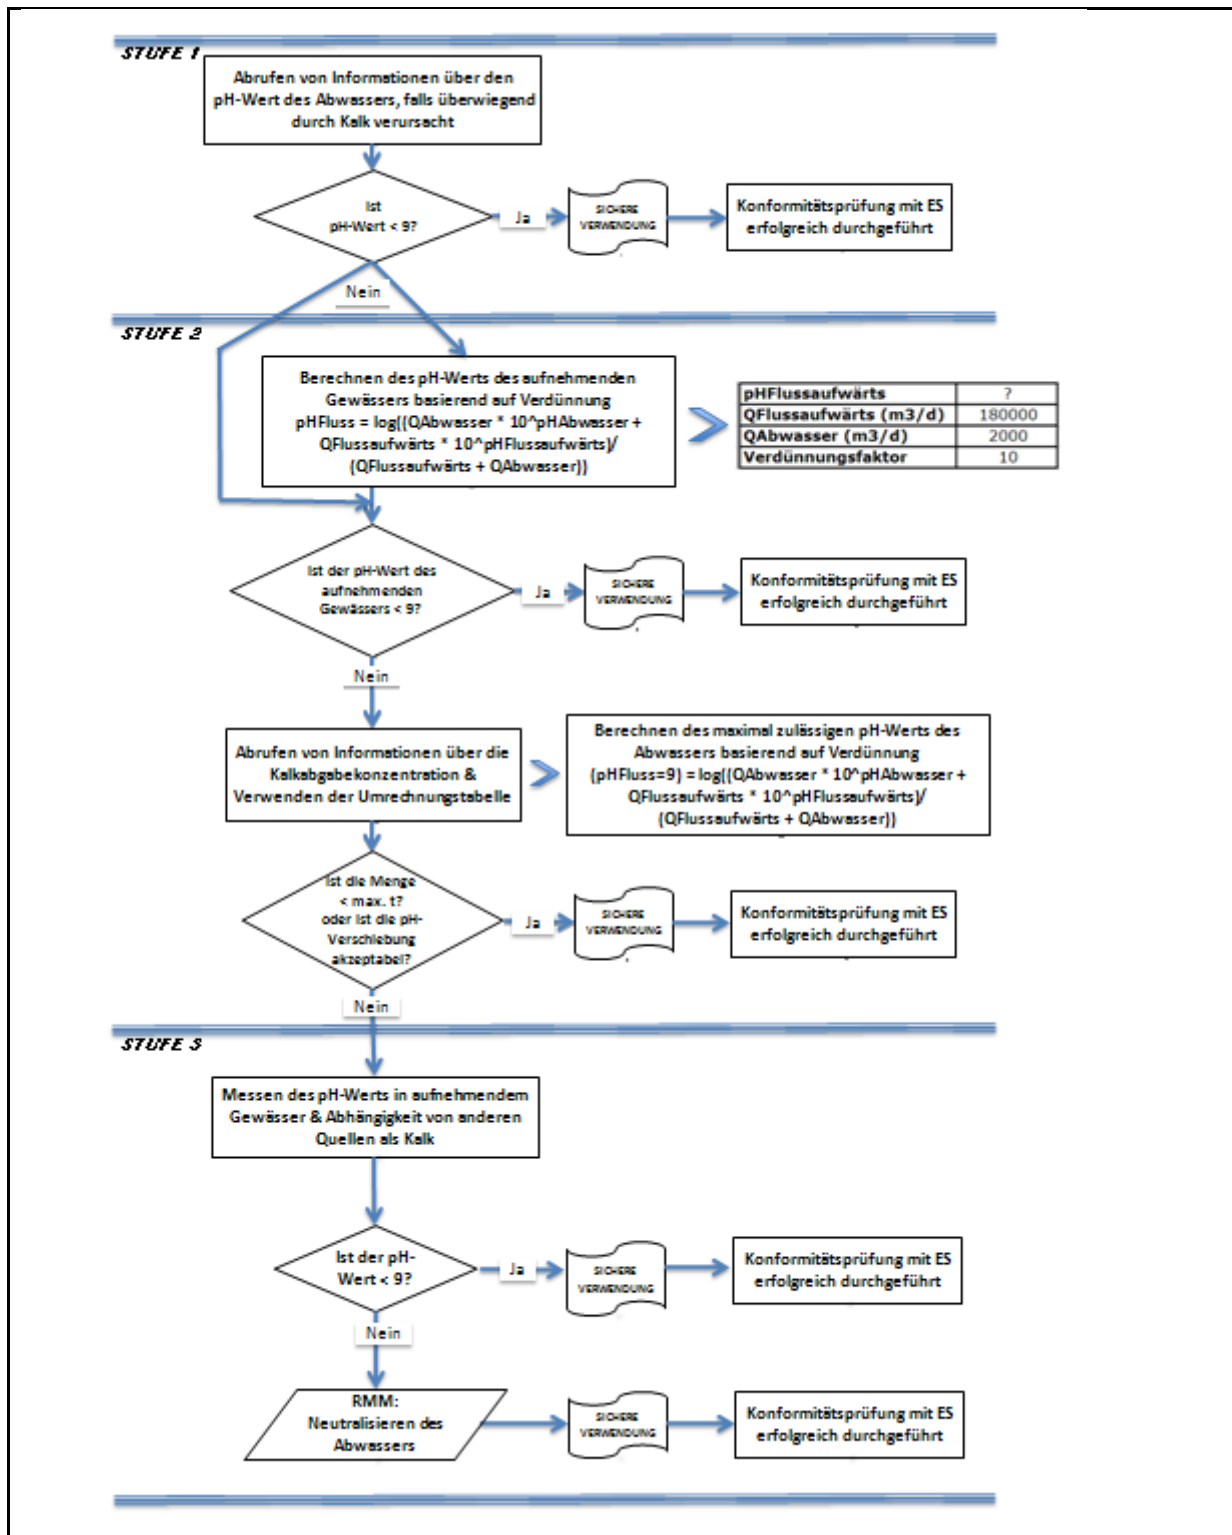 STUFE 1
Abrufen von Informationen über den
pH-Wert des Abwassers, falls überwiegend
durch Kalk verursacht
Ist
pH-Wert < 9?
Ja
SICHERE
VERWENDUNG
Konformitätsprüfung mit ES
erfolgreich durchgeführt
Nein
STUFE 2
Berechnen des pH-Werts des aufnehmenden
Gewässers basierend auf Verdünnung
pHFluss = log((QAbwasser * 10^pHAbwasser +
QFlussaufwärts * 10^pHFlussaufwärts)/
(QFlussaufwärts + QAbwasser))
pHFlussaufwärts ?
QFlussaufwärts (m3/d) 180000
QAbwasser (m3/d) 2000
Verdünnungsfaktor 10
Ist der pH-Wert des
aufnehmenden
Gewässers < 9?
Ja
SICHERE
VERWENDUNG
Konformitätsprüfung mit ES
erfolgreich durchgeführt
Nein
Abrufen von Informationen über die
Kalkabgabekonzentration &
Verwenden der Umrechnungstabelle
Berechnen des maximal zulässigen pH-Werts des
Abwassers basierend auf Verdünnung
(pHFluss=9) = log((QAbwasser * 10^pHAbwasser +
QFlussaufwärts * 10^pHFlussaufwärts)/
(QFlussaufwärts + QAbwasser))
Ist die Menge
< max. t?
oder ist die pH-
Verschiebung
akzeptabel?
Ja
SICHERE
VERWENDUNG
Konformitätsprüfung mit ES
erfolgreich durchgeführt
Nein
STUFE 3
Messen des pH-Werts in aufnehmendem
Gewässer & Abhängigkeit von anderen
Quellen als Kalk
Ist der pH-
Wert < 9?
Ja
SICHERE
VERWENDUNG
Konformitätsprüfung mit ES
erfolgreich durchgeführt
Nein
RMM:
Neutralisieren des
Abwassers
SICHERE
VERWENDUNG
Konformitätsprüfung mit ES
erfolgreich durchgeführt